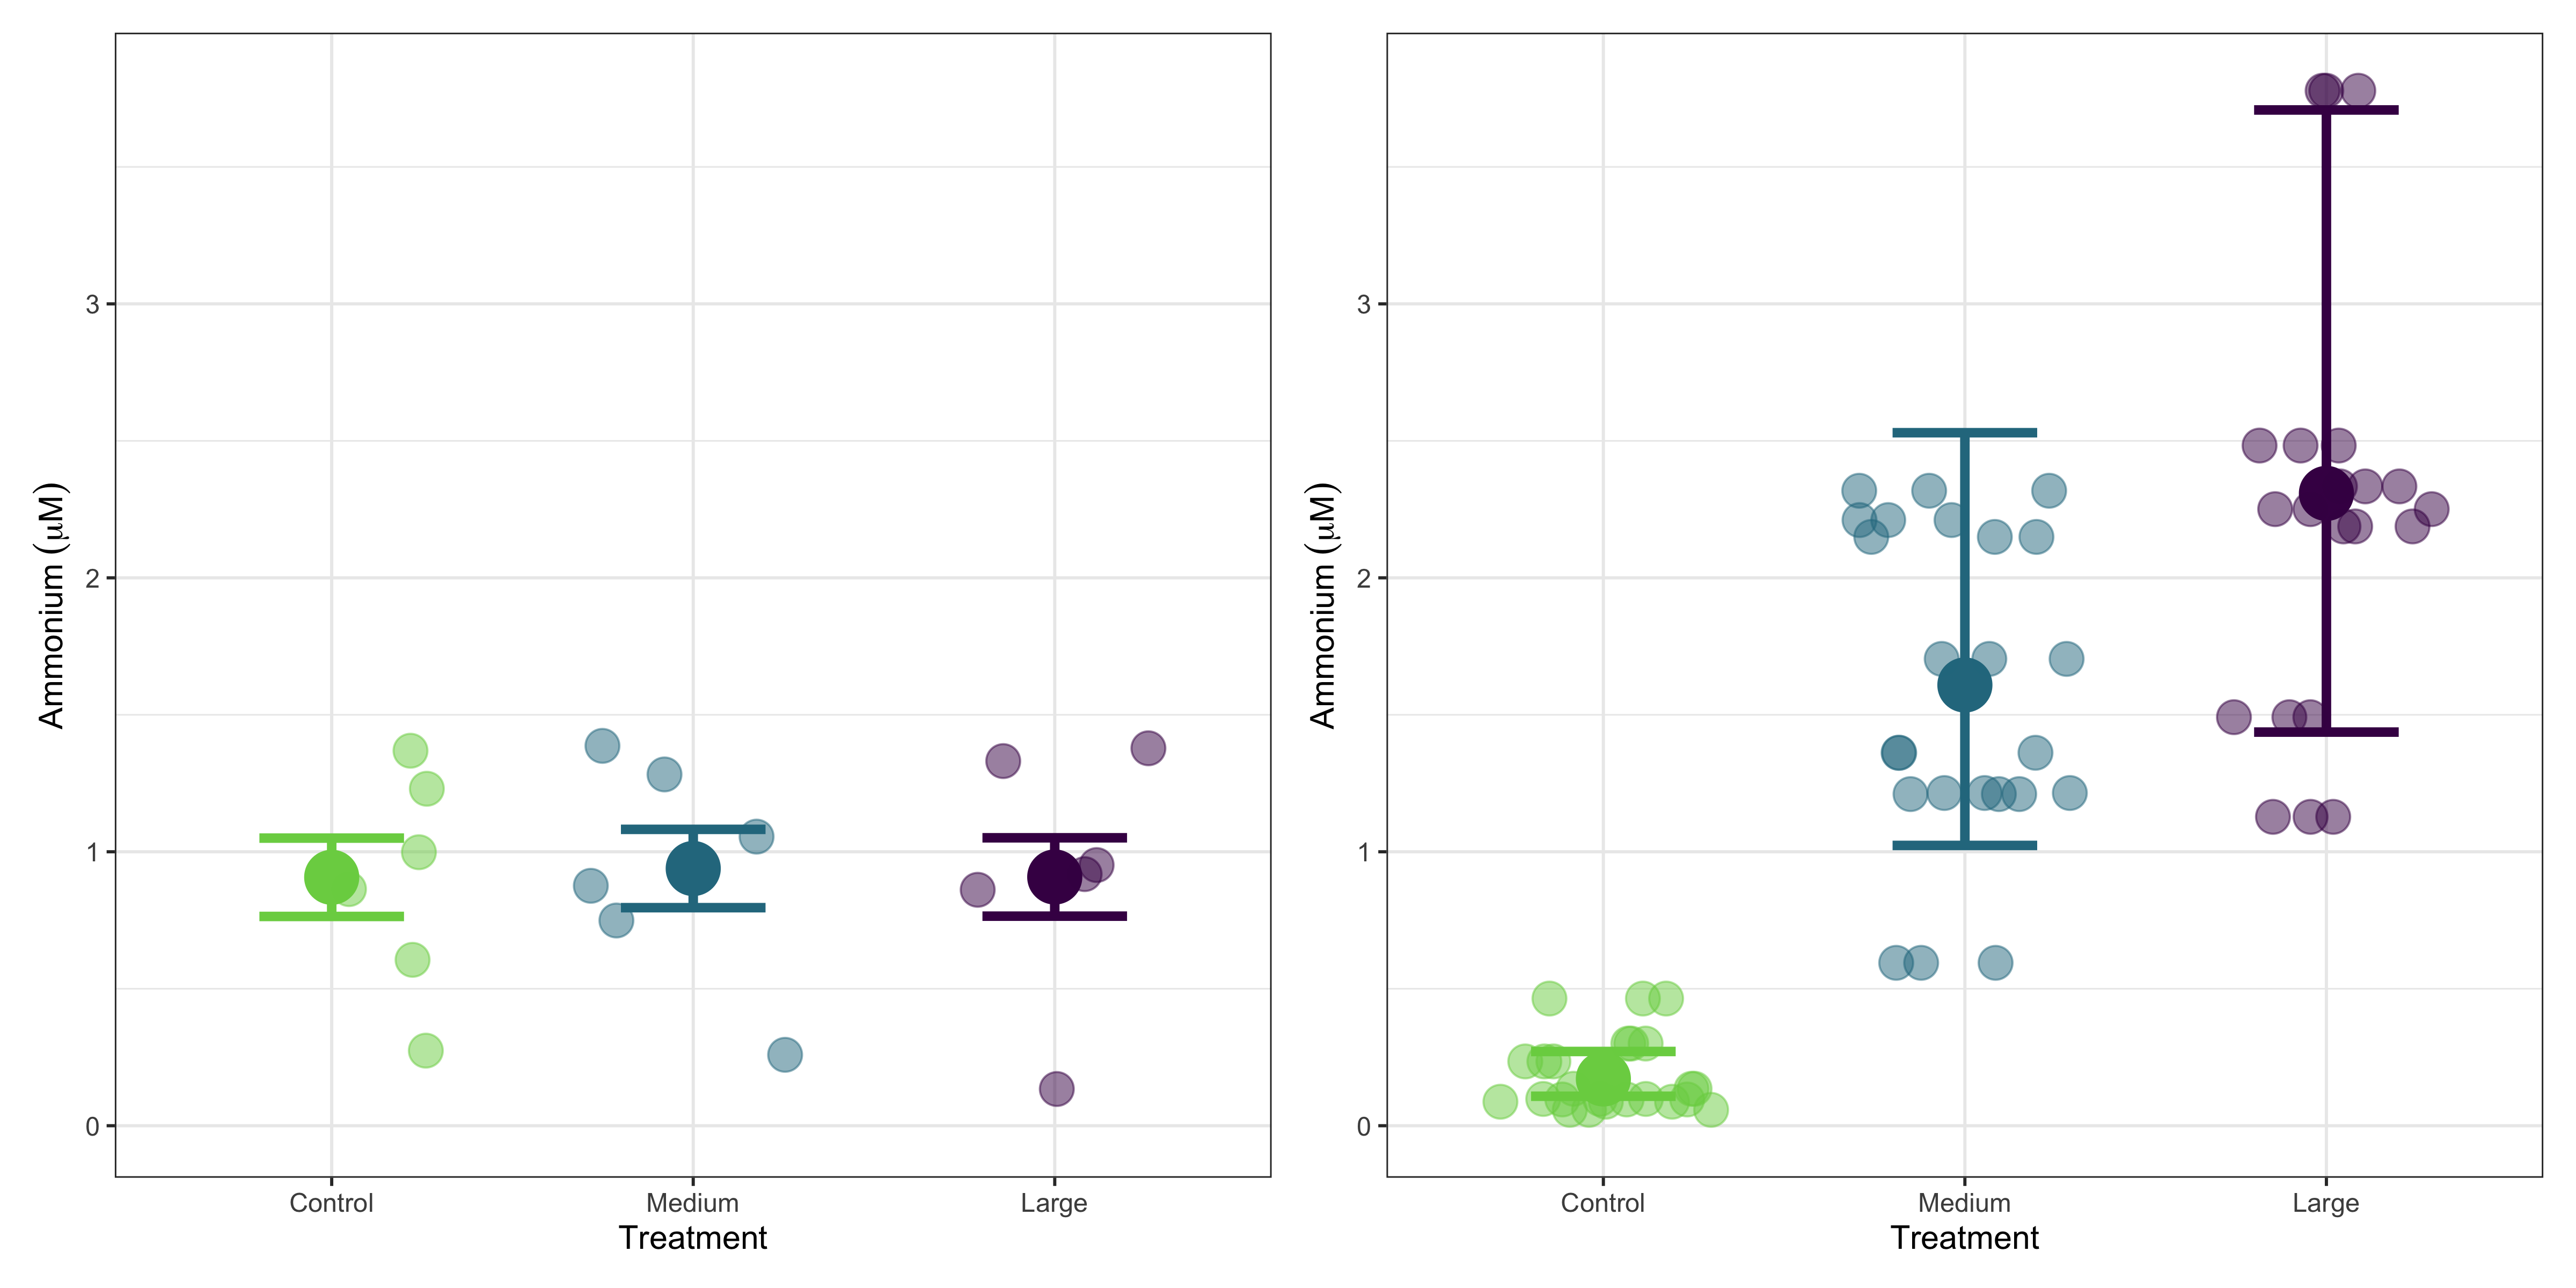 Ammonium (μM)
3
2
1
0
Control Medium Large
Treatment
Ammonium (μM)
3
2
1
0
Control Medium Large
Treatment